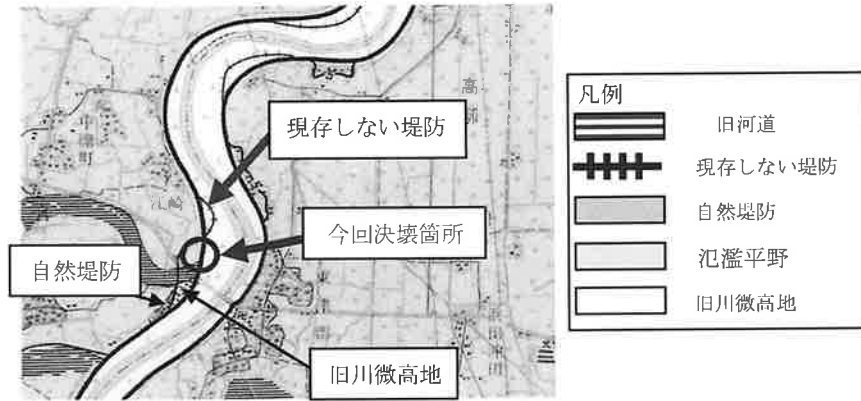 現存しない堤防
今回決壊箇所
自然堤防
旧川微高地
凡例
旧河道
現存しない堤防
自然堤防
氾濫平野
旧川微高地